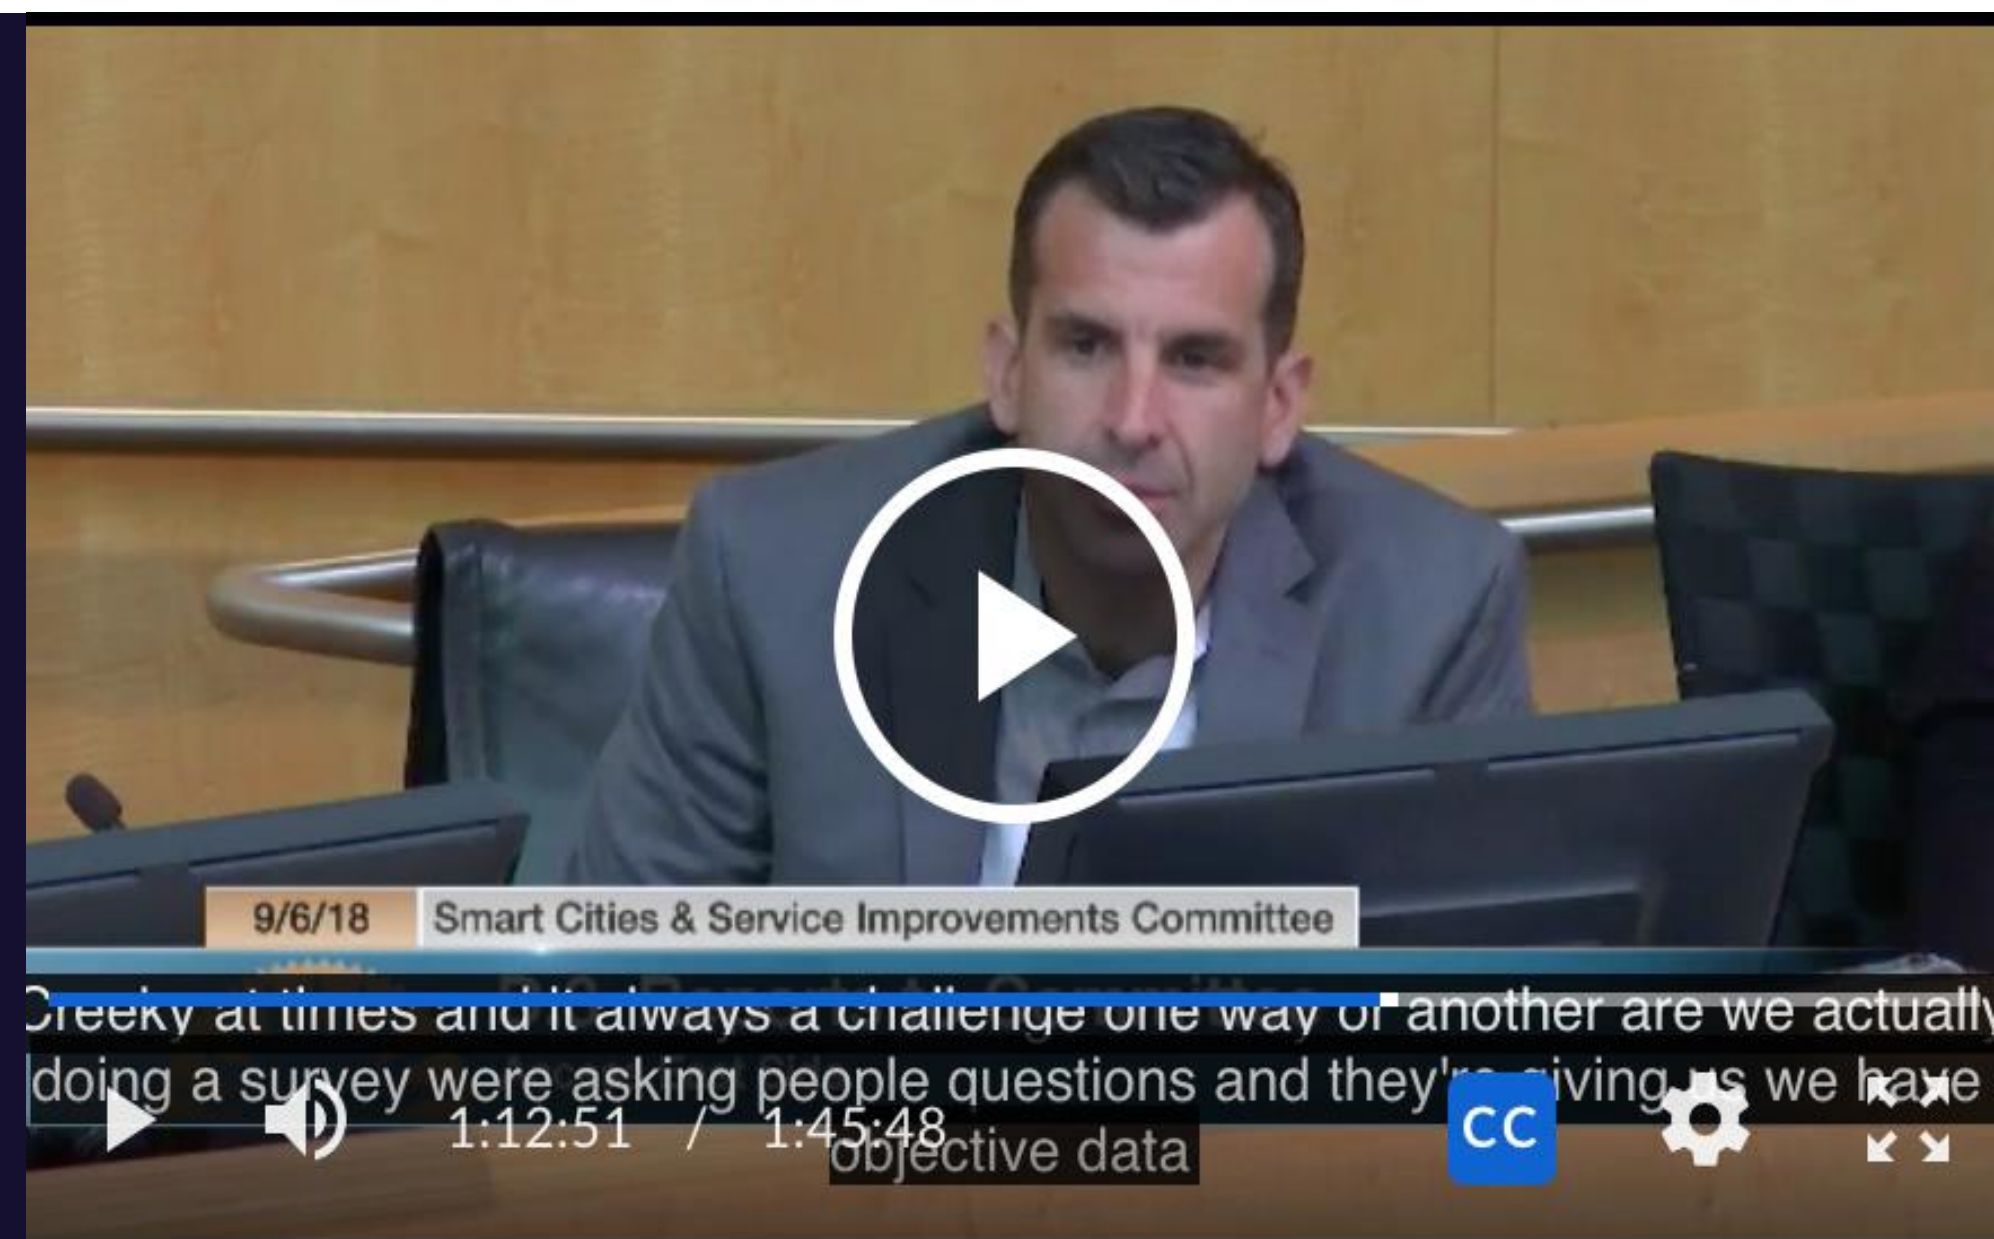 9/6/18 Smart Cities & Service Improvements Committee
Creeky at times and it always a challenge one way or another are we actually
doing a survey were asking people questions and they're giving us we have
objective data
1:12:51 / 1:45:48
CC